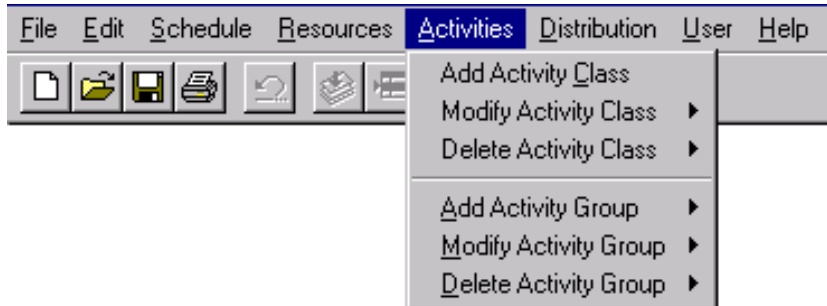 File Edit Schedule Resources Activities Distribution User Help
Add Activity Class
Modify Activity Class
Delete Activity Class
Add Activity Group
Modify Activity Group
Delete Activity Group